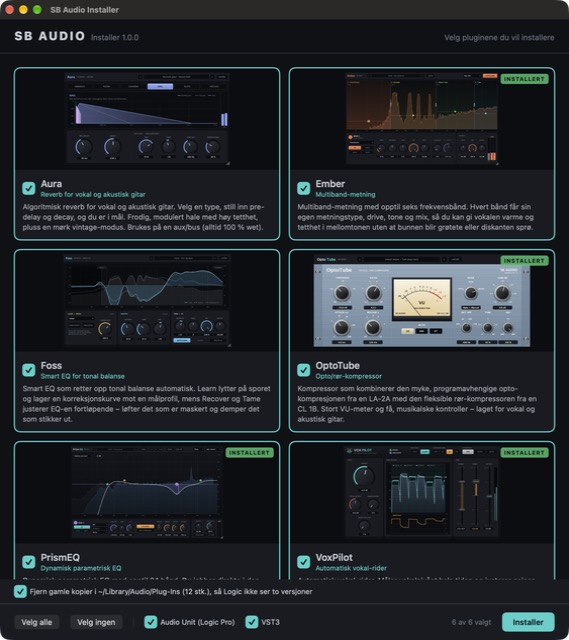 SB Audio Installer
SB AUDIO Installer 1.0.0
Velg pluginene du vil installere
Aura
Reverb for vokal og akustisk gitar
Algoritmisk reverb for vokal og akustisk gitar. Velg en type, still inn pre-
delay og decay, og du er i mål. Frodig, modulert hale med høy tetthet,
pluss en mørk vintage-modus. Brukes på en aux/bus (alltid 100 % wet).
INSTALLERT
Ember
Multiband-metning
Multiband-metning med opptil seks frekvensbånd. Hvert bånd får sin
egen metningstype, drive, tone og mix, så du kan gi vokalen varme og
tetthet i mellomtonen uten at bunnen blir grøtete eller diskanten sprø.
Foss
Smart EQ for tonal balanse
Smart EQ som retter opp tonal balanse automatisk. Learn lytter på sporet
og lager en korreksjonskurve mot en målprofil, mens Recover og Tame
justerer EQ-en fortløpende – løfter det som er maskert og demper det
som stikker ut.
INSTALLERT
OptoTube
VU
OptoTube
Opto/rør-kompressor
Kompressor som kombinerer den myke, programavhengige opto-
kompresjonen fra en LA-2A med den fleksible rør-kompressoren fra en
CL 1B. Stort VU-meter og få, musikalske kontroller – laget for vokal og
akustisk gitar.
INSTALLERT
PrismEQ
Dynamisk parametrisk EQ
INSTALLERT
VOXPILOT
VoxPilot
Automatisk vokal-rider
Fjern gamle kopier i ~/Library/Audio/Plug-Ins (12 stk.), så Logic ikke ser to versjoner
Velg alle
Velg ingen
Audio Unit (Logic Pro)
VST3
6 av 6 valgt
Installer